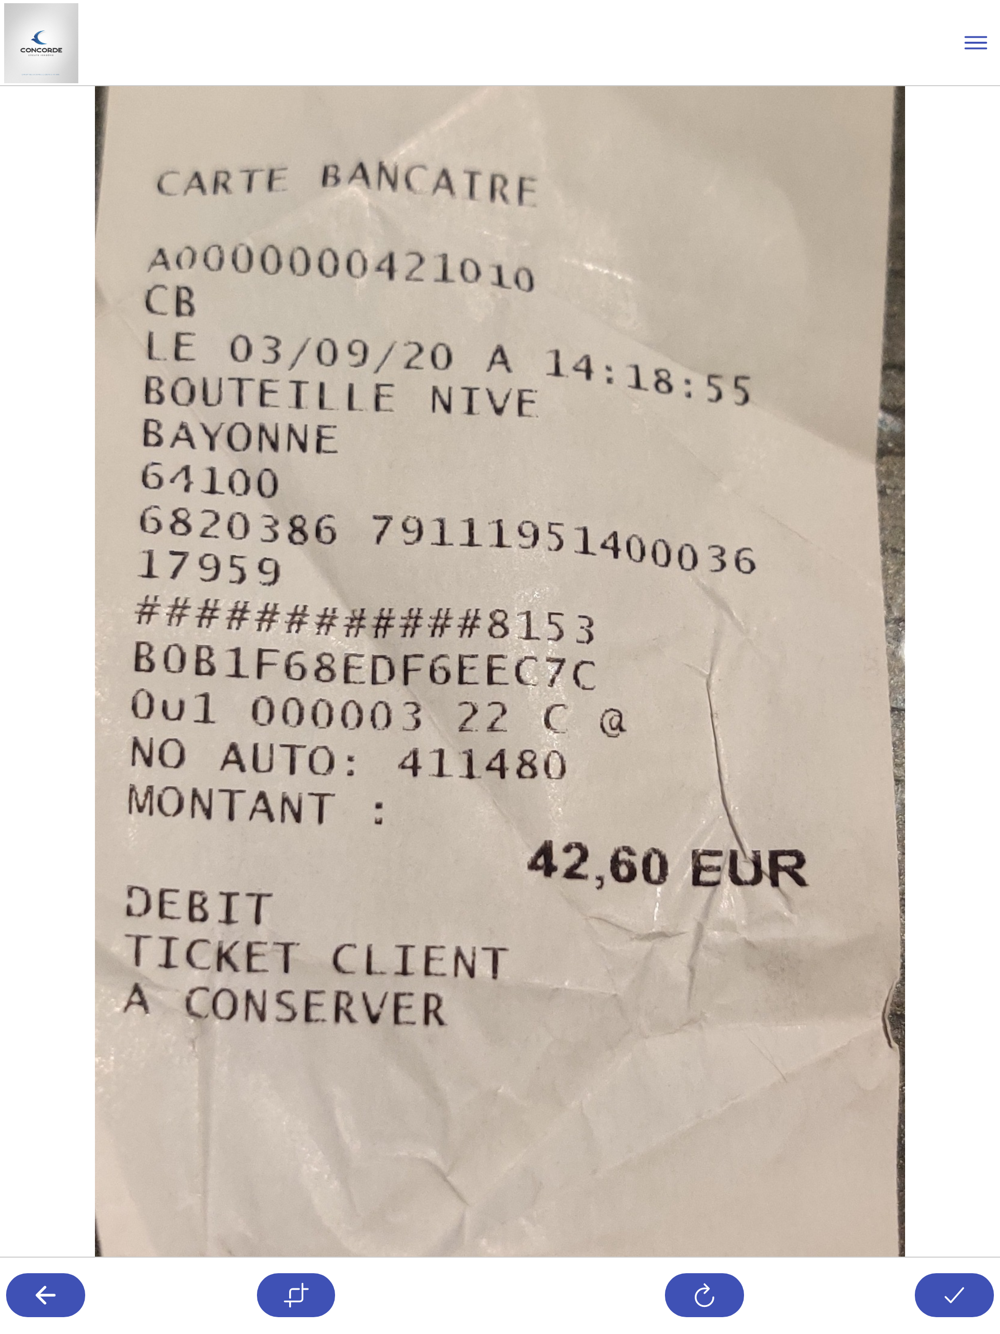 CONCORDE
CARTE BANCAIRE
A0000000421010
CB
LE 03/09/20 A 14:18:55
BOUTEILLE NIVE
BAYONNE
64100
6820386 79111951400036
17959
############8153
B0B1F68EDF6EEC7C
001 000003 22 C @
NO AUTO: 411480
MONTANT :
42,60 EUR
DEBIT
TICKET CLIENT
A CONSERVER